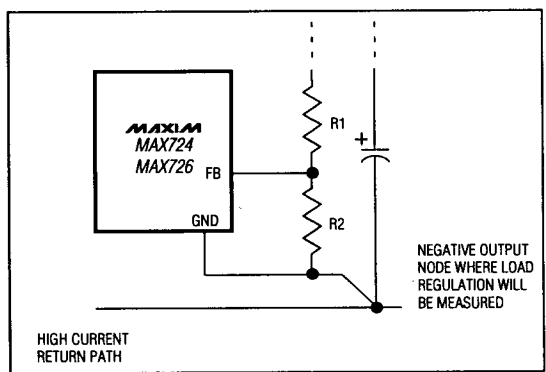 MAXIM
MAX724
MAX726
FB
GND
R1
+
R2
NEGATIVE OUTPUT
NODE WHERE LOAD
REGULATION WILL
BE MEASURED
HIGH CURRENT
RETURN PATH